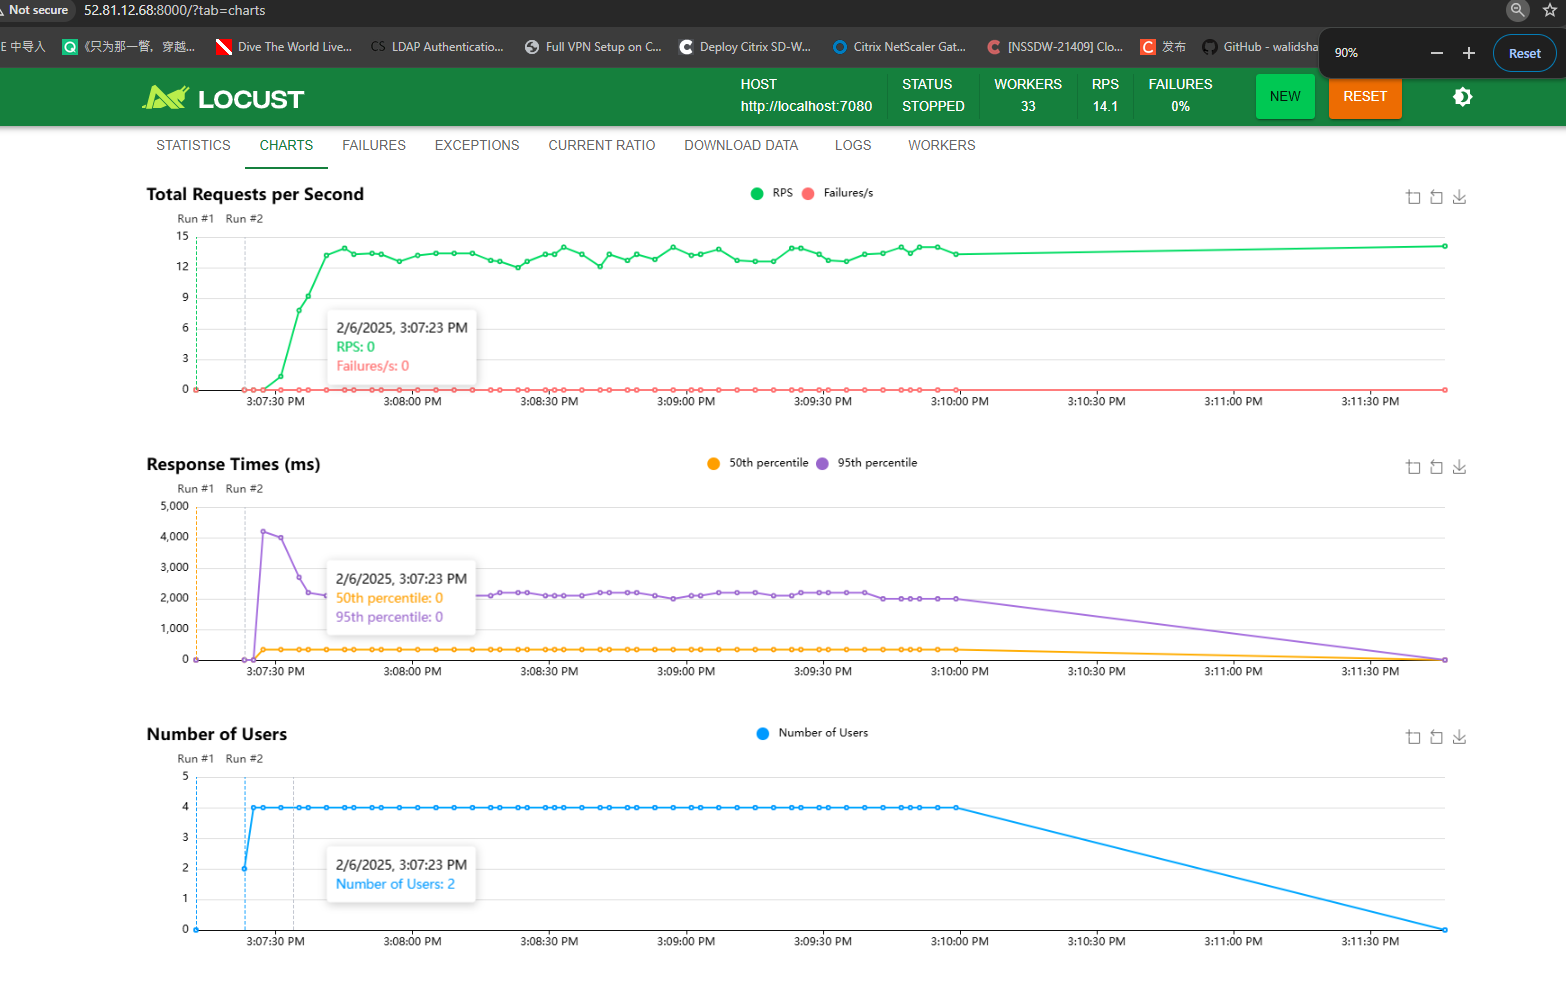 Not secure 52.81.12.68:8000/?tab=charts
E 中导入 《只为那一瞥，穿越... Dive The World Live... CS LDAP Authenticatio... Full VPN Setup on C... Deploy Citrix SD-W... Citrix NetScaler Gat... [NSSDW-21409] Clo... 发布 GitHub - walidsha
90% Reset
LOCUST
HOST
http://localhost:7080
STATUS
STOPPED
WORKERS
33
RPS
14.1
FAILURES
0%
NEW
RESET
STATISTICS CHARTS FAILURES EXCEPTIONS CURRENT RATIO DOWNLOAD DATA LOGS WORKERS
Total Requests per Second
RPS Failures/s
Run #1 Run #2
15
12
9
6
3
0
2/6/2025, 3:07:23 PM
RPS: 0
Failures/s: 0
3:07:30 PM 3:08:00 PM 3:08:30 PM 3:09:00 PM 3:09:30 PM 3:10:00 PM 3:10:30 PM 3:11:00 PM 3:11:30 PM
Response Times (ms)
50th percentile 95th percentile
Run #1 Run #2
5,000
4,000
3,000
2,000
1,000
0
2/6/2025, 3:07:23 PM
50th percentile: 0
95th percentile: 0
3:07:30 PM 3:08:00 PM 3:08:30 PM 3:09:00 PM 3:09:30 PM 3:10:00 PM 3:10:30 PM 3:11:00 PM 3:11:30 PM
Number of Users
Number of Users
Run #1 Run #2
5
4
3
2
1
0
2/6/2025, 3:07:23 PM
Number of Users: 2
3:07:30 PM 3:08:00 PM 3:08:30 PM 3:09:00 PM 3:09:30 PM 3:10:00 PM 3:10:30 PM 3:11:00 PM 3:11:30 PM